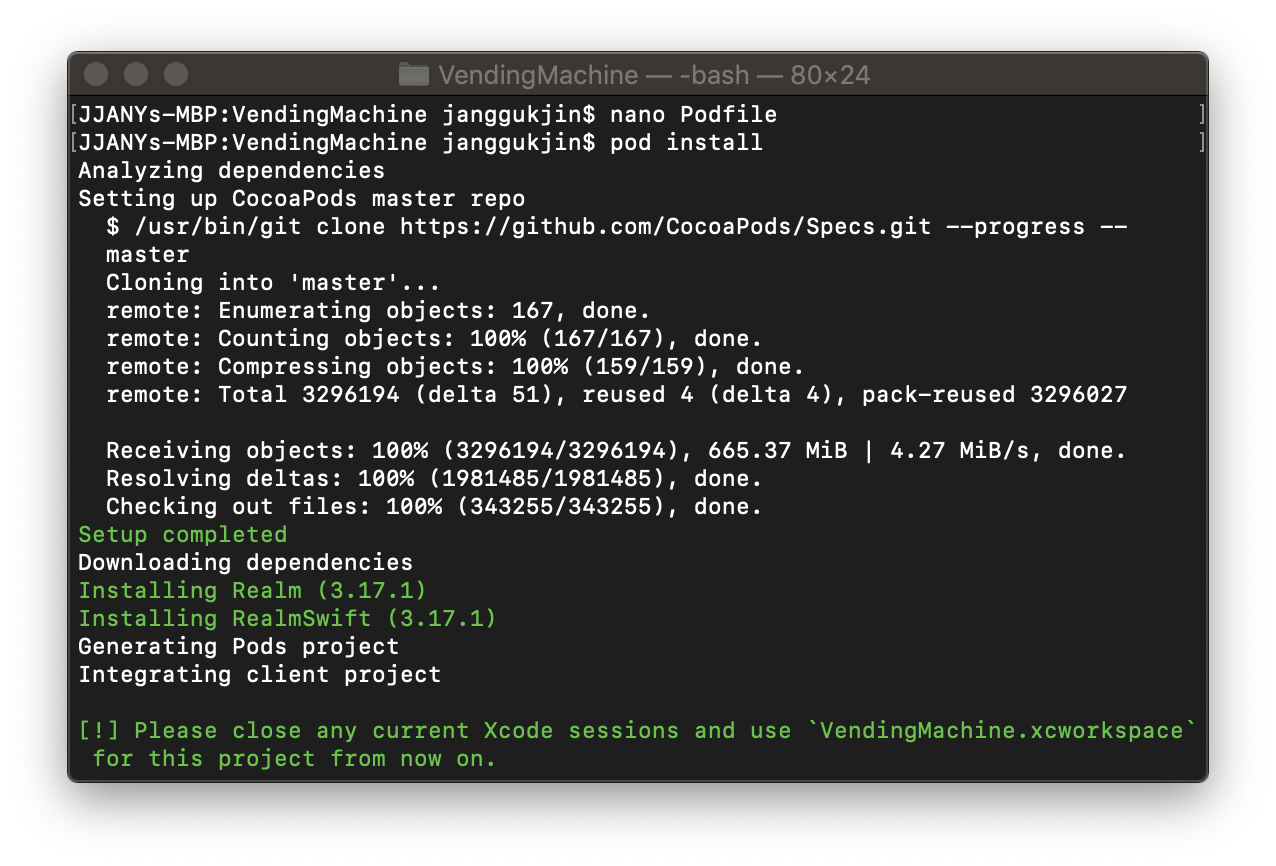 VendingMachine — -bash — 80×24
[JJANYs-MBP:VendingMachine janggukjin$ nano Podfile ]
[JJANYs-MBP:VendingMachine janggukjin$ pod install ]
Analyzing dependencies
Setting up CocoaPods master repo
  $ /usr/bin/git clone https://github.com/CocoaPods/Specs.git --progress --
  master
  Cloning into 'master'...
  remote: Enumerating objects: 167, done.
  remote: Counting objects: 100% (167/167), done.
  remote: Compressing objects: 100% (159/159), done.
  remote: Total 3296194 (delta 51), reused 4 (delta 4), pack-reused 3296027
  Receiving objects: 100% (3296194/3296194), 665.37 MiB | 4.27 MiB/s, done.
  Resolving deltas: 100% (1981485/1981485), done.
  Checking out files: 100% (343255/343255), done.
Setup completed
Downloading dependencies
Installing Realm (3.17.1)
Installing RealmSwift (3.17.1)
Generating Pods project
Integrating client project
[!] Please close any current Xcode sessions and use `VendingMachine.xcworkspace`
 for this project from now on.